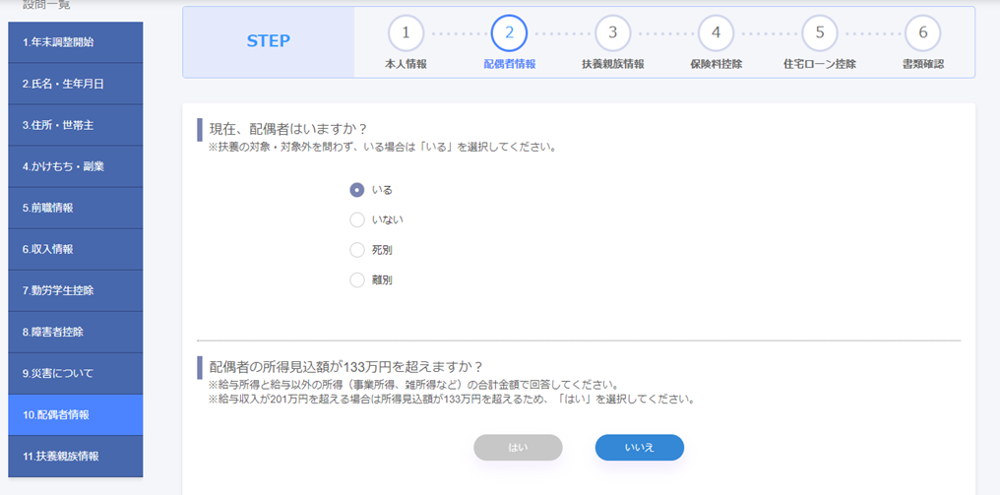 設問一覧
1.年末調整開始
2.氏名・生年月日
3.住所・世帯主
4.かけもち・副業
5.前職情報
6.収入情報
7.勤労学生控除
8.障害者控除
9.災害について
10.配偶者情報
11.扶養親族情報
STEP
1
本人情報
2
配偶者情報
3
扶養親族情報
4
保険料控除
5
住宅ローン控除
6
書類確認
現在、配偶者はいますか？
※扶養の対象・対象外を問わず、いる場合は「いる」を選択してください。
いる
いない
死別
離別
配偶者の所得見込額が133万円を超えますか？
※給与所得と給与以外の所得（事業所得、雑所得など）の合計金額で回答してください。
※給与収入が201万円を超える場合は所得見込額が133万円を超えるため、「はい」を選択してください。
はい
いいえ